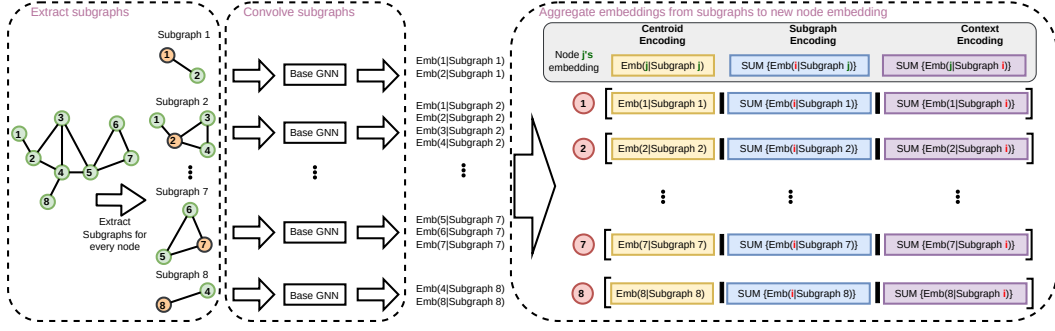 Extract subgraphs
1
2
3
4
5
6
7
8
Extract
Subgraphs for
every node
Subgraph 1
1
2
Subgraph 2
1
2
3
4
Subgraph 7
6
7
5
Subgraph 8
8
4
Convolve subgraphs
Base GNN
Base GNN
Base GNN
Base GNN
Emb(1|Subgraph 1)
Emb(2|Subgraph 1)
Emb(1|Subgraph 2)
Emb(2|Subgraph 2)
Emb(3|Subgraph 2)
Emb(4|Subgraph 2)
Emb(5|Subgraph 7)
Emb(6|Subgraph 7)
Emb(7|Subgraph 7)
Emb(4|Subgraph 8)
Emb(8|Subgraph 8)
Aggregate embeddings from subgraphs to new node embedding
Centroid
Encoding
Subgraph
Encoding
Context
Encoding
Node j's
embedding
Emb(j|Subgraph j)
SUM {Emb(i|Subgraph j)}
SUM {Emb(j|Subgraph i)}
1
Emb(1|Subgraph 1)
SUM {Emb(i|Subgraph 1)}
SUM {Emb(1|Subgraph i)}
2
Emb(2|Subgraph 2)
SUM {Emb(i|Subgraph 2)}
SUM {Emb(2|Subgraph i)}
7
Emb(7|Subgraph 7)
SUM {Emb(i|Subgraph 7)}
SUM {Emb(7|Subgraph i)}
8
Emb(8|Subgraph 8)
SUM {Emb(i|Subgraph 8)}
SUM {Emb(8|Subgraph i)}